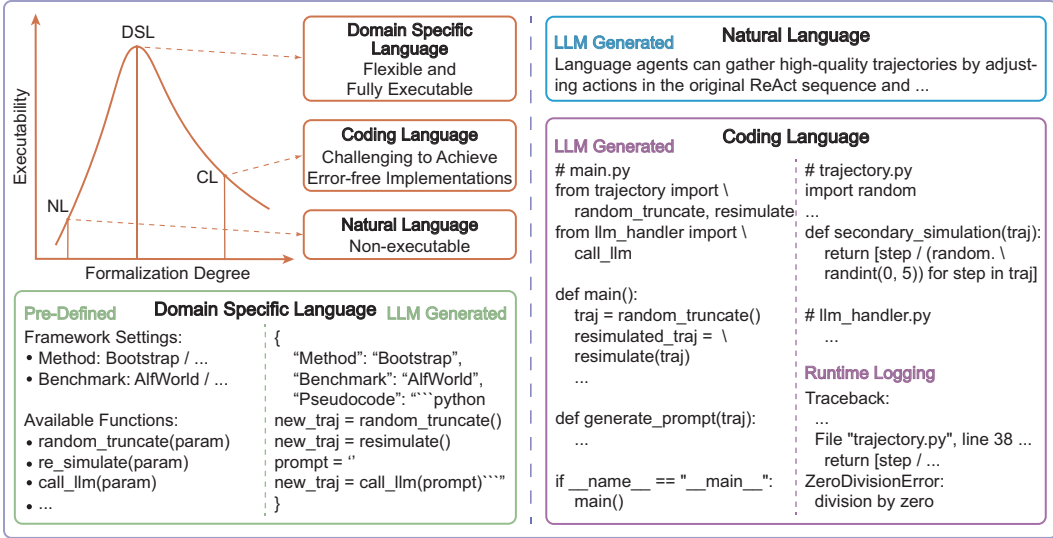 Executability
Formalization Degree
DSL
NL
CL
Domain Specific
Language
Flexible and
Fully Executable
Coding Language
Challenging to Achieve
Error-free Implementations
Natural Language
Non-executable
Domain Specific Language
Pre-Defined
Framework Settings:
• Method: Bootstrap / ...
• Benchmark: AlfWorld / ...
Available Functions:
• random_truncate(param)
• re_simulate(param)
• call_llm(param)
• ...
LLM Generated
{
“Method”: “Bootstrap”,
“Benchmark”: “AlfWorld”,
“Pseudocode”: “```python
new_traj = random_truncate()
new_traj = resimulate()
prompt = ‘’
new_traj = call_llm(prompt)```”
}
LLM Generated
Natural Language
Language agents can gather high-quality trajectories by adjust-
ing actions in the original ReAct sequence and ...
Coding Language
LLM Generated
# main.py
from trajectory import \
random_truncate, resimulate
from llm_handler import \
call_llm
def main():
traj = random_truncate()
resimulated_traj = \
resimulate(traj)
...
def generate_prompt(traj):
...
if __name__ == "__main__":
main()
# trajectory.py
import random
...
def secondary_simulation(traj):
return [step / (random. \
randint(0, 5)) for step in traj]
# llm_handler.py
...
Runtime Logging
Traceback:
...
File "trajectory.py", line 38 ...
return [step / ...
ZeroDivisionError:
division by zero